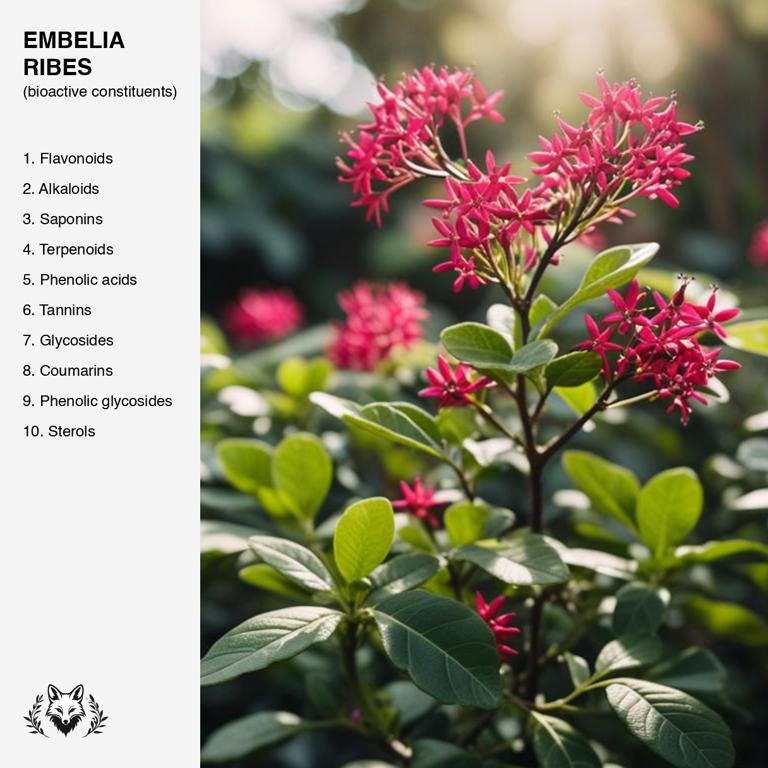 EMBELIA
RIBES
(bioactive constituents)
1. Flavonoids
2. Alkaloids
3. Saponins
4. Terpenoids
5. Phenolic acids
6. Tannins
7. Glycosides
8. Coumarins
9. Phenolic glycosides
10. Sterols